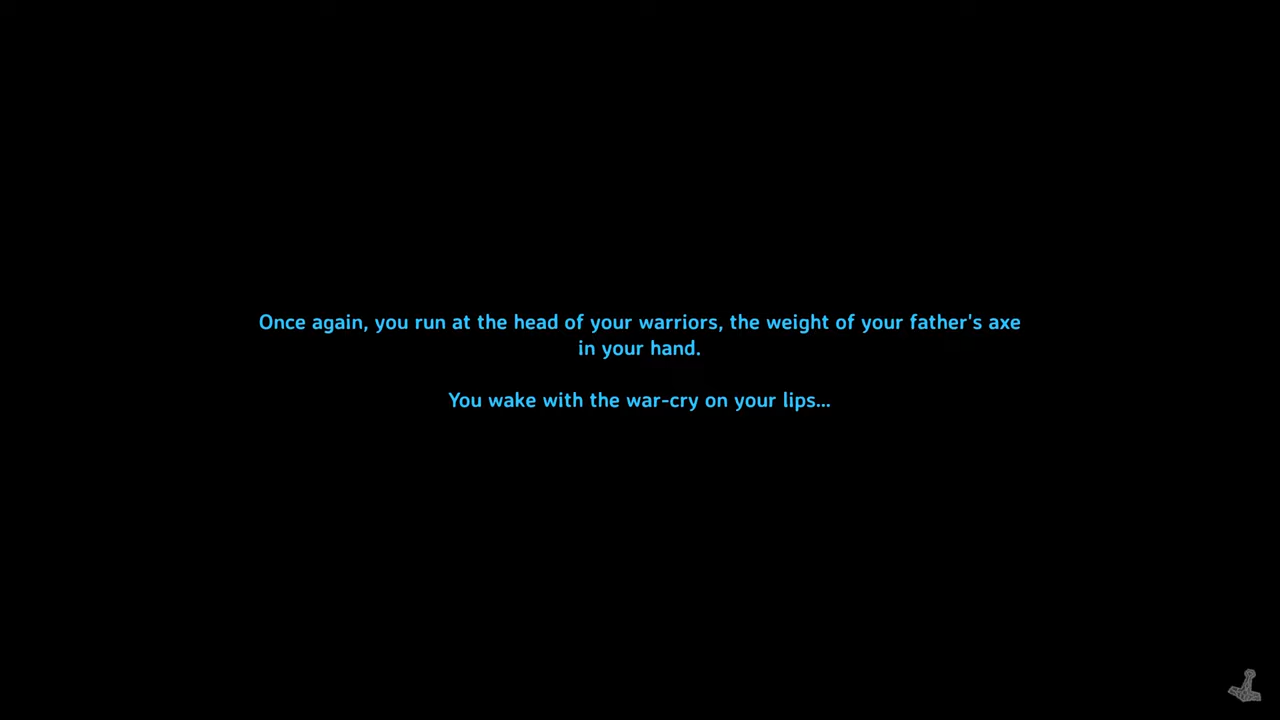 Once again, you run at the head of your warriors, the weight of your father's axe
in your hand.
You wake with the war-cry on your lips...